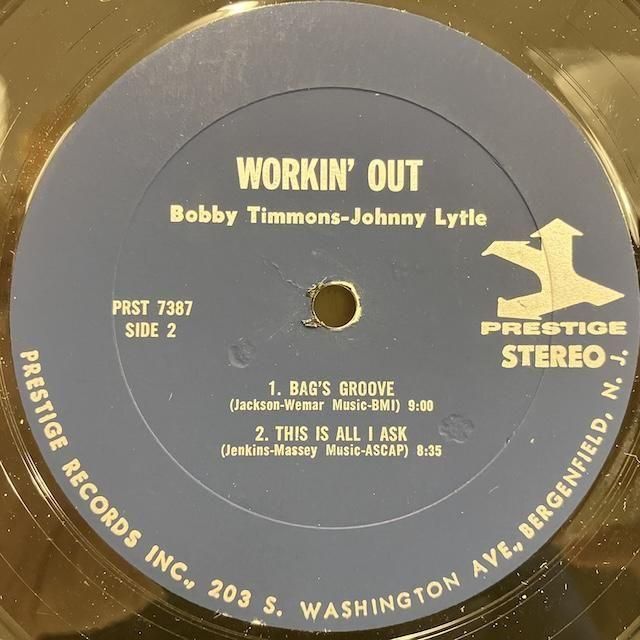 WORKIN' OUT
Bobby Timmons-Johnny Lytle
PRST 7387
SIDE 2
PRESTIGE
STEREO
1. BAG'S GROOVE
(Jackson-Wemar Music-BMI) 9:00
2. THIS IS ALL I ASK
(Jenkins-Massey Music-ASCAP) 8:35
PRESTIGE RECORDS INC., 203 S. WASHINGTON AVE., BERGENFIELD, N. J.